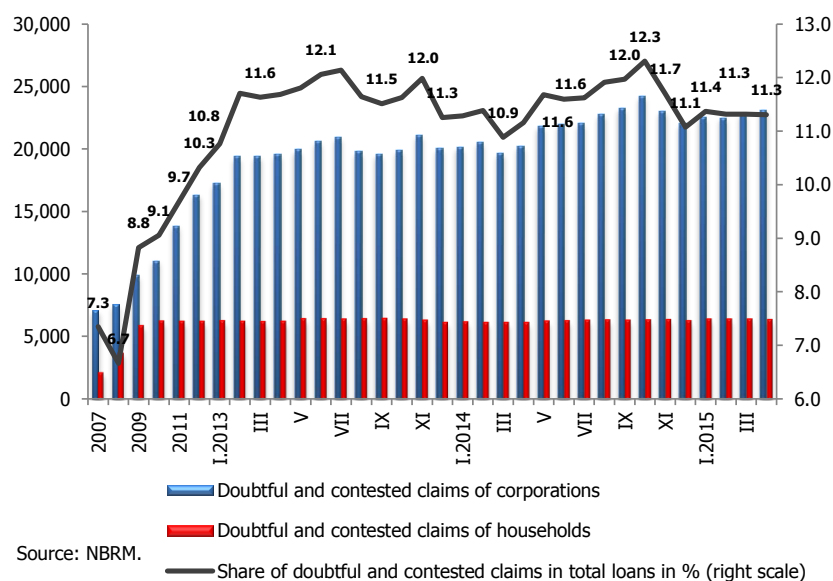 30,000
25,000
20,000
15,000
10,000
5,000
0
13.0
12.0
11.0
10.0
9.0
8.0
7.0
6.0
7.3
6.7
8.8
9.1
9.7
10.3
10.8
11.6
12.1
11.5
12.0
11.3
10.9
11.6
11.6
12.0
12.3
11.7
11.1
11.4
11.3
11.3
2007
2009
2011
I.2013
III
V
VII
IX
XI
I.2014
III
V
VII
IX
XI
I.2015
III
Doubtful and contested claims of corporations
Doubtful and contested claims of households
Share of doubtful and contested claims in total loans in % (right scale)
Source: NBRM.